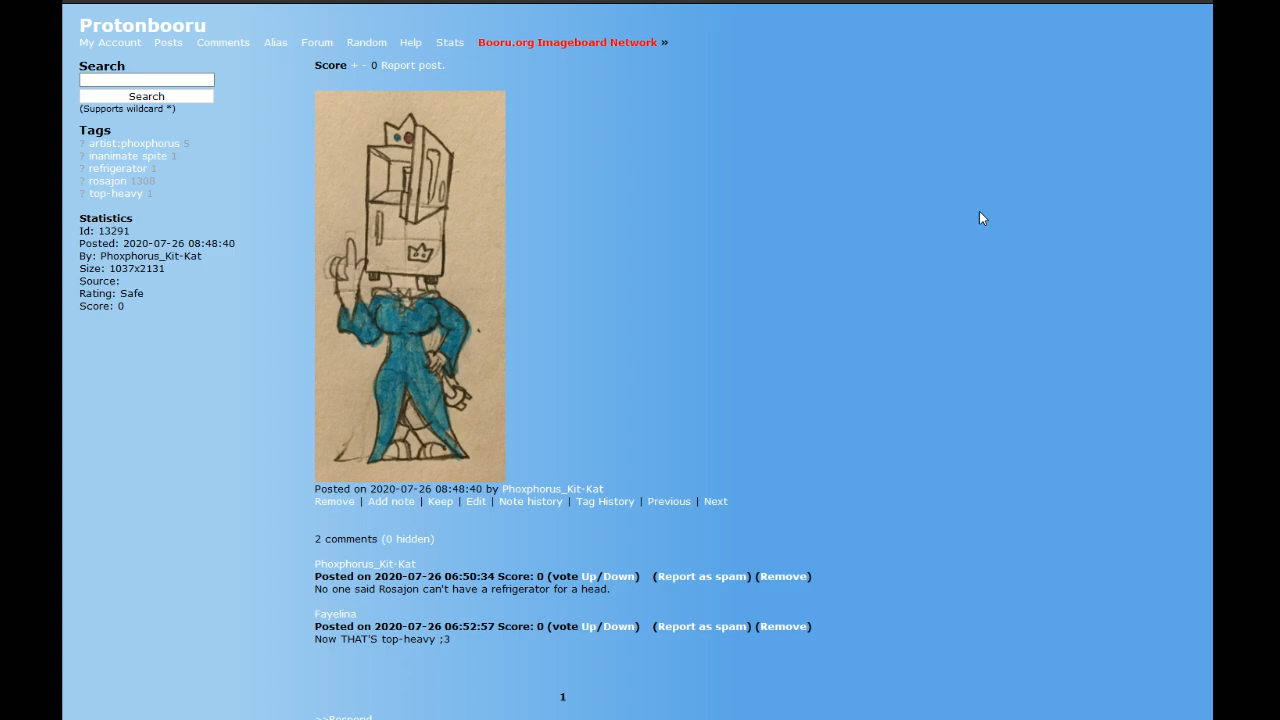 Protonbooru
My Account Posts Comments Alias Forum Random Help Stats Booru.org Imageboard Network »
Search
Search
(Supports wildcard *)
Tags
? artist:phoxphorus 5
? inanimate spite 1
? refrigerator 1
? rosajon 1308
? top-heavy 1
Statistics
Id: 13291
Posted: 2020-07-26 08:48:40
By: Phoxphorus_Kit-Kat
Size: 1037x2131
Source:
Rating: Safe
Score: 0
Score + - 0 Report post.
Posted on 2020-07-26 08:48:40 by Phoxphorus_Kit-Kat
Remove | Add note | Keep | Edit | Note history | Tag History | Previous | Next
2 comments (0 hidden)
Phoxphorus_Kit-Kat
Posted on 2020-07-26 06:50:34 Score: 0 (vote Up/Down) (Report as spam) (Remove)
No one said Rosajon can't have a refrigerator for a head.
Fayelina
Posted on 2020-07-26 06:52:57 Score: 0 (vote Up/Down) (Report as spam) (Remove)
Now THAT'S top-heavy ;3
1
>>Respond